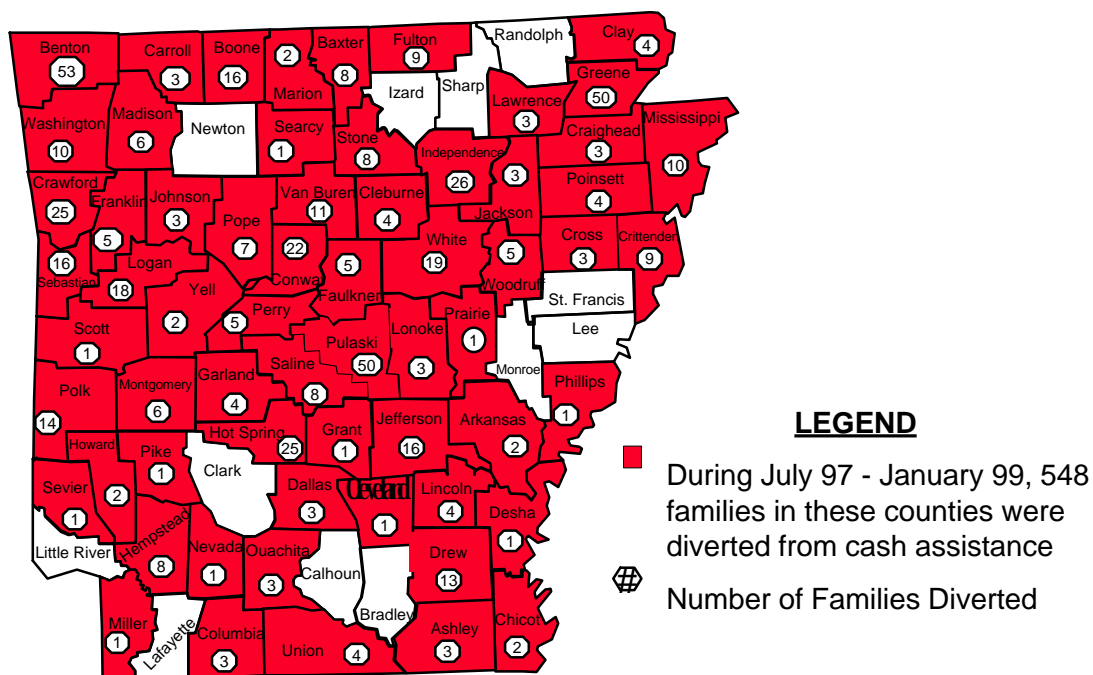 Benton
53
Carroll
3
Boone
16
2
Marion
Baxter
8
Fulton
9
Randolph
Clay
4
Sharp
Izard
Greene
50
Lawrence
3
Washington
10
Madison
6
Newton
Searcy
1
Stone
8
Independence
26
3
Jackson
Craighead
3
Mississippi
10
Crawford
25
Franklin
5
Johnson
3
Pope
7
Van Buren
11
Cleburne
4
Poinsett
4
White
19
5
Woodruff
Cross
3
Crittenden
9
16
Sebastian
Logan
18
22
Conwa
5
Faulkner
Yell
2
Perry
5
St. Francis
Lee
Scott
1
Pulaski
50
Lonoke
3
Prairie
1
Monroe
Saline
8
Garland
4
Montgomery
6
Polk
14
Phillips
1
Hot Spring
25
Grant
1
Jefferson
16
Arkansas
2
Howard
2
Pike
1
Clark
Dallas
3
Cleveland
1
Lincoln
4
Desha
1
Sevier
1
Little River
Hempstead
8
Nevada
1
Ouachita
3
Calhoun
Bradley
Drew
13
Miller
1
Lafayette
Columbia
3
Union
4
Ashley
3
Chicot
2
LEGEND
During July 97 - January 99, 548
families in these counties were
diverted from cash assistance
#
Number of Families Diverted